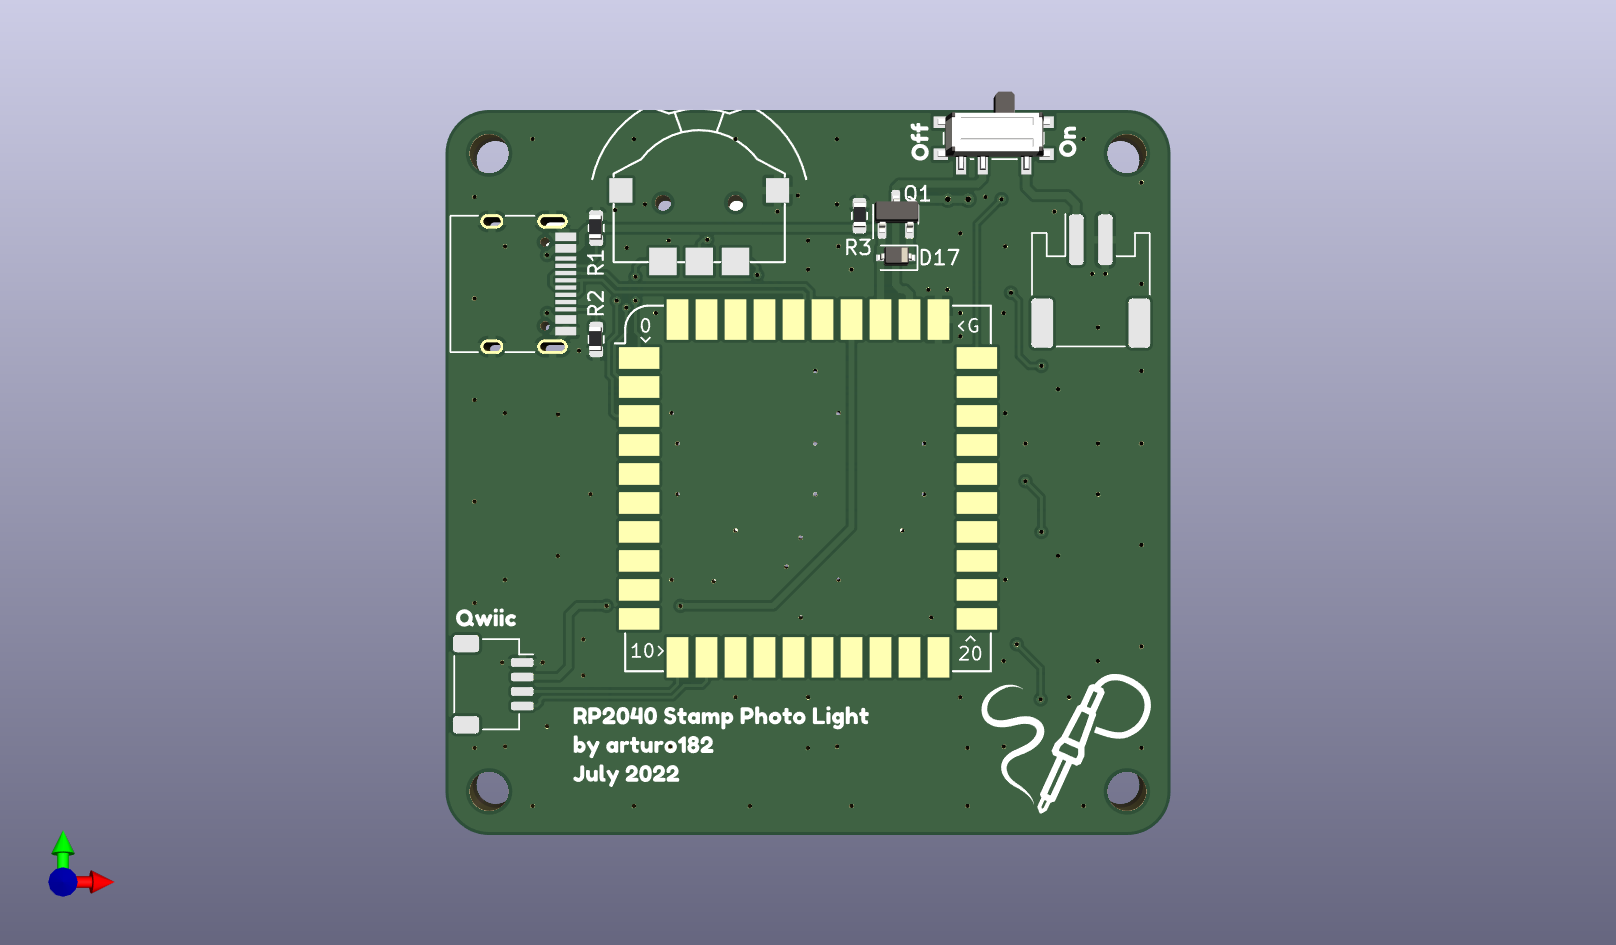 Off
On
Q1
R3
D17
R1
R2
0
<G
Qwiic
10>
20
RP2040 Stamp Photo Light
by arturo182
July 2022